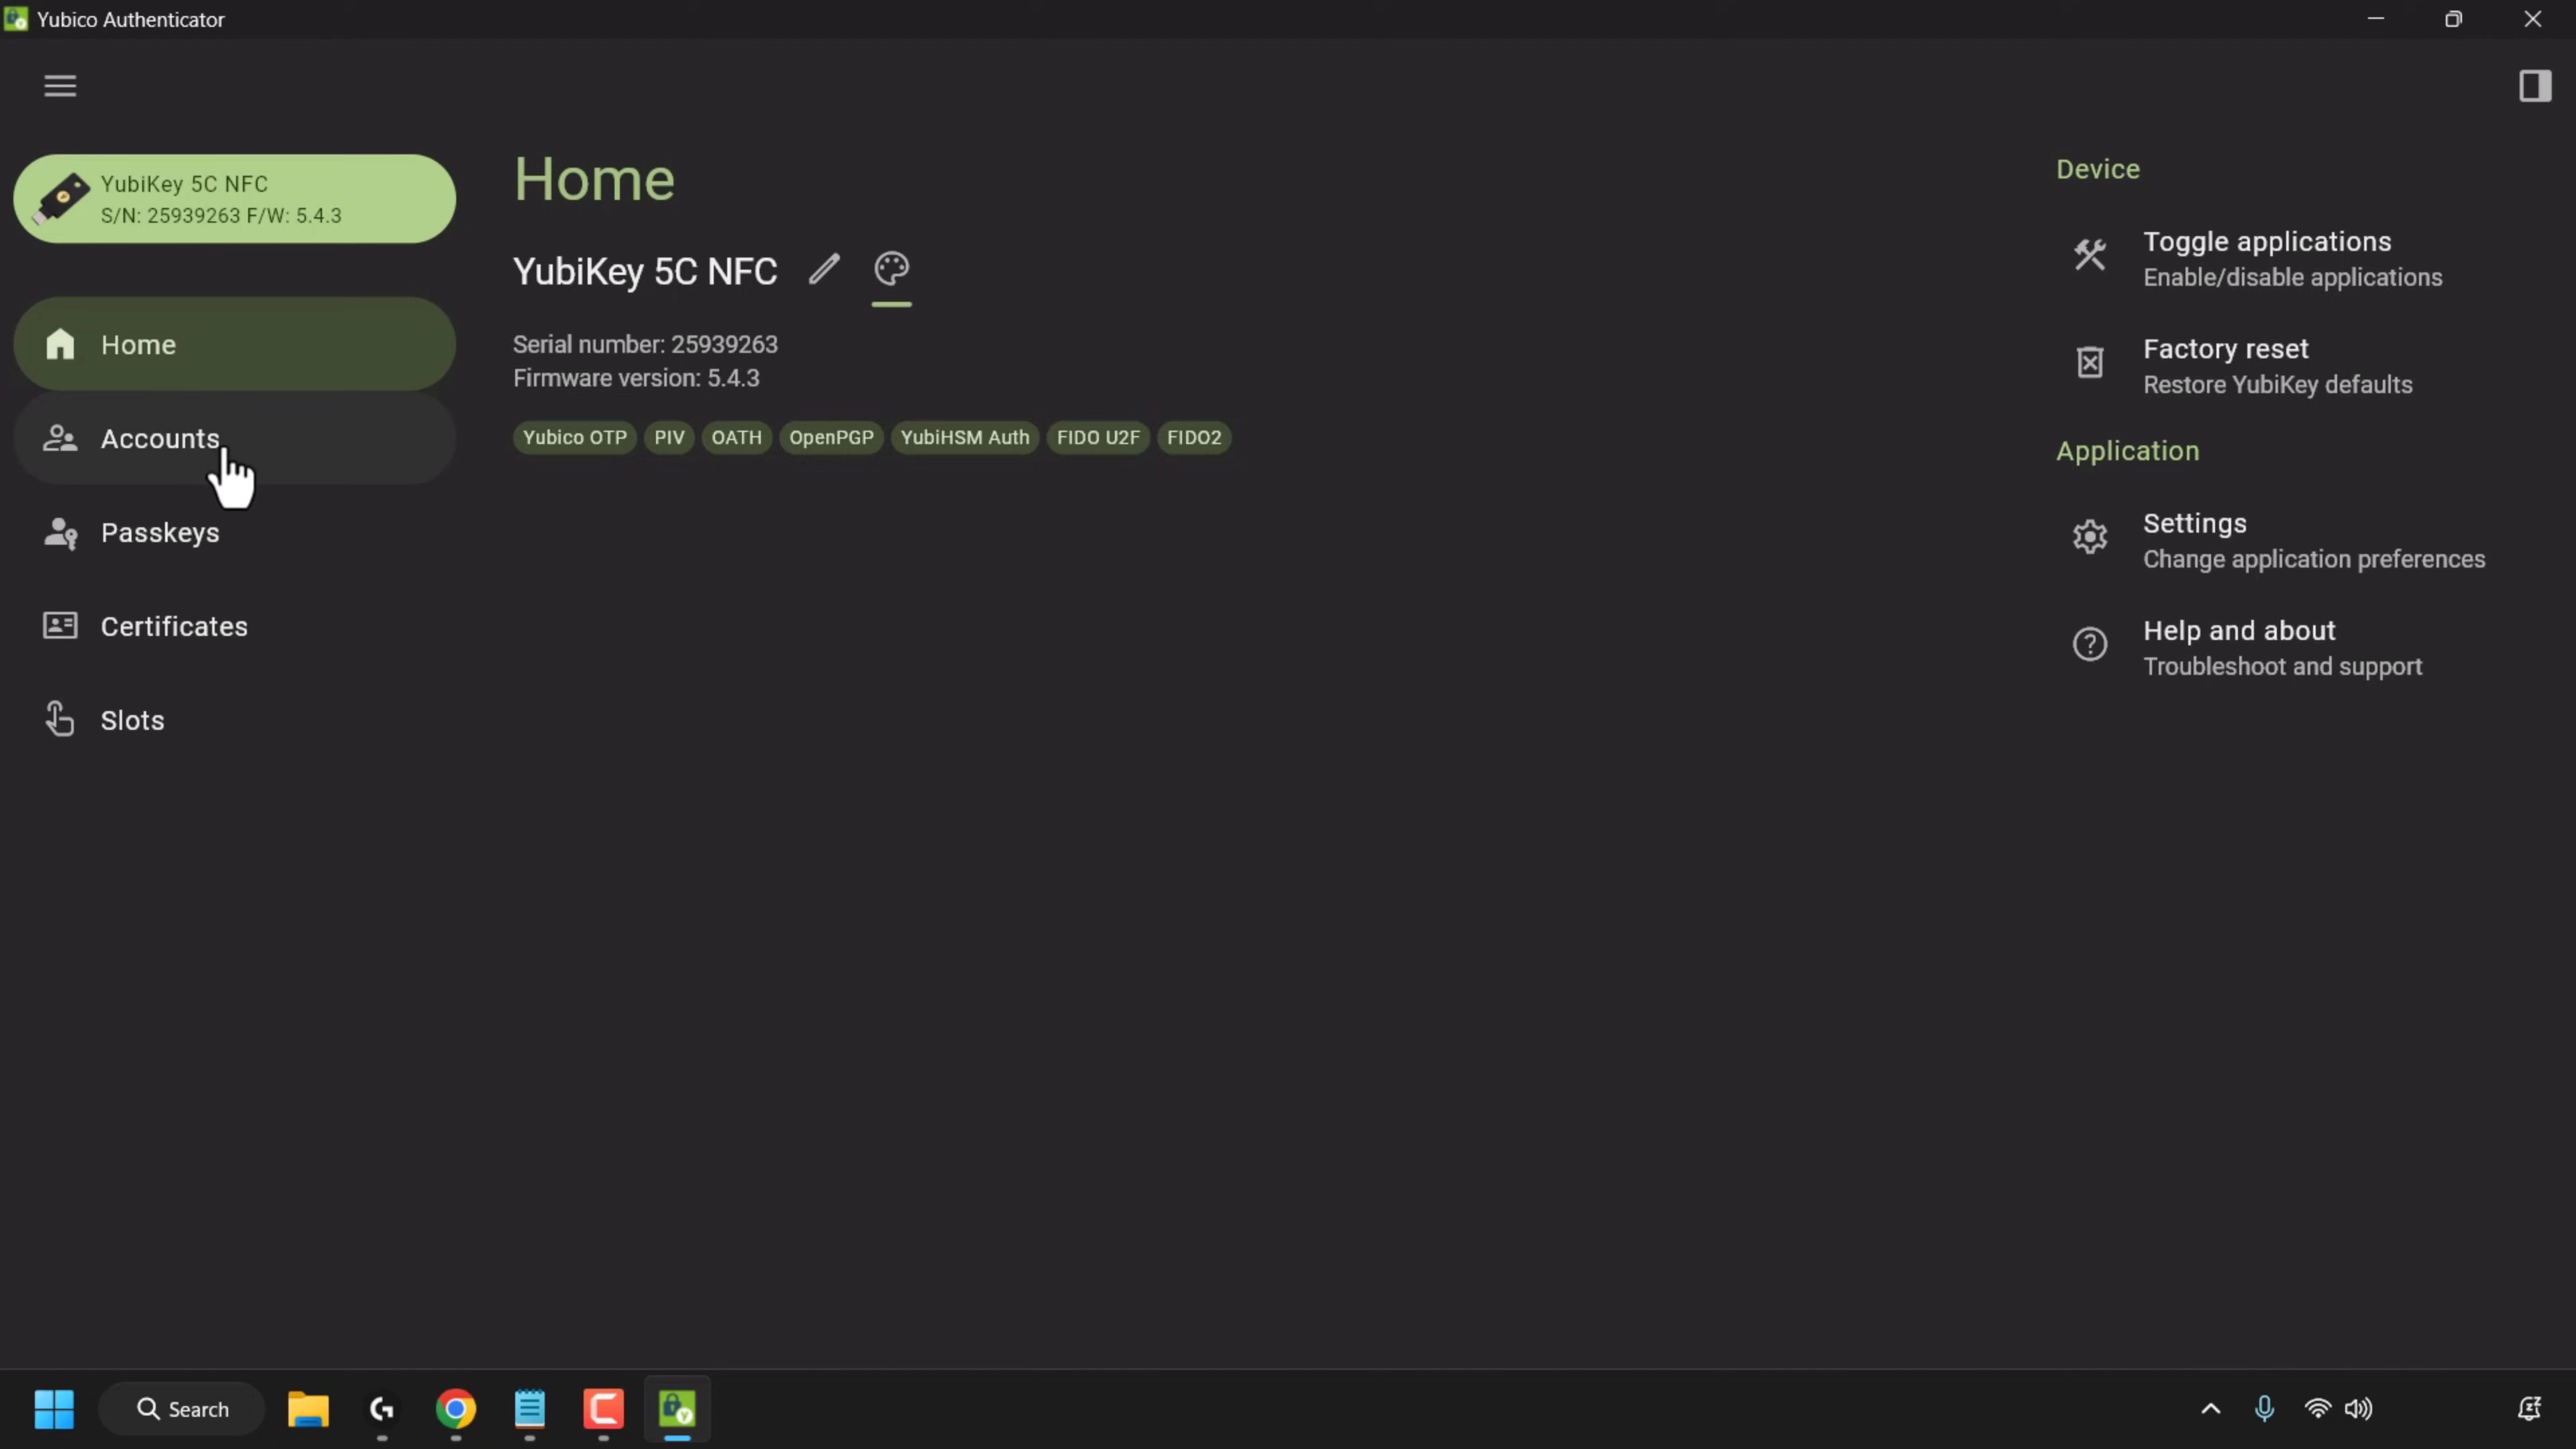 Yubico Authenticator
YubiKey 5C NFC
S/N: 25939263 F/W: 5.4.3
Home
Accounts
Passkeys
Certificates
Slots
Home
YubiKey 5C NFC
Serial number: 25939263
Firmware version: 5.4.3
Yubico OTP PIV OATH OpenPGP YubiHSM Auth FIDO U2F FIDO2
Device
Toggle applications
Enable/disable applications
Factory reset
Restore YubiKey defaults
Application
Settings
Change application preferences
Help and about
Troubleshoot and support
Search